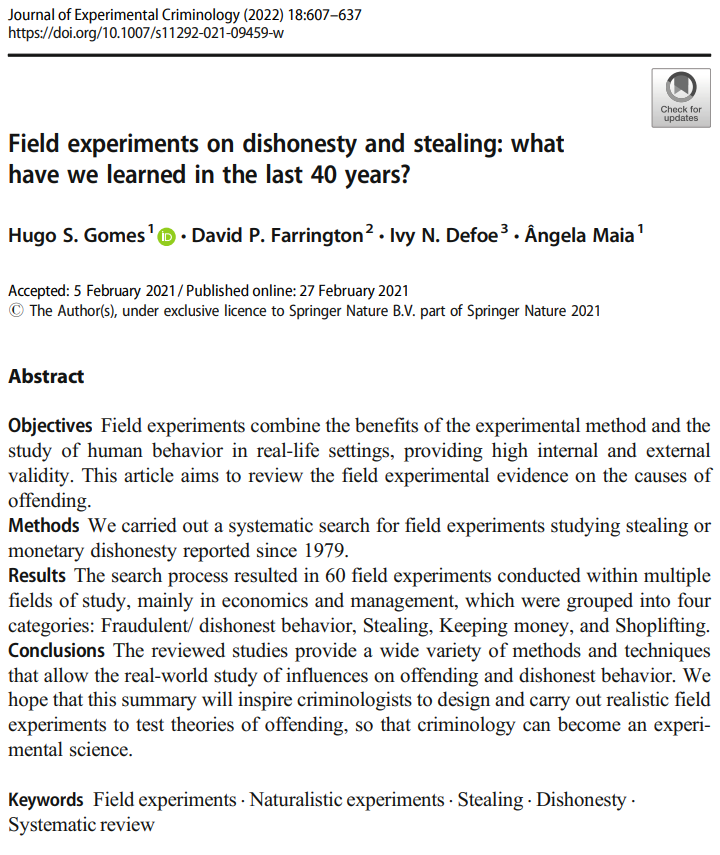 Journal of Experimental Criminology (2022) 18:607–637
https://doi.org/10.1007/s11292-021-09459-w
Check for
updates
Field experiments on dishonesty and stealing: what
have we learned in the last 40 years?
Hugo S. Gomes 1 iD · David P. Farrington 2 · Ivy N. Defoe 3 · Ângela Maia 1
Accepted: 5 February 2021 / Published online: 27 February 2021
© The Author(s), under exclusive licence to Springer Nature B.V. part of Springer Nature 2021
Abstract
Objectives Field experiments combine the benefits of the experimental method and the
study of human behavior in real-life settings, providing high internal and external
validity. This article aims to review the field experimental evidence on the causes of
offending.
Methods We carried out a systematic search for field experiments studying stealing or
monetary dishonesty reported since 1979.
Results The search process resulted in 60 field experiments conducted within multiple
fields of study, mainly in economics and management, which were grouped into four
categories: Fraudulent/ dishonest behavior, Stealing, Keeping money, and Shoplifting.
Conclusions The reviewed studies provide a wide variety of methods and techniques
that allow the real-world study of influences on offending and dishonest behavior. We
hope that this summary will inspire criminologists to design and carry out realistic field
experiments to test theories of offending, so that criminology can become an experi-
mental science.
Keywords Field experiments · Naturalistic experiments · Stealing · Dishonesty ·
Systematic review